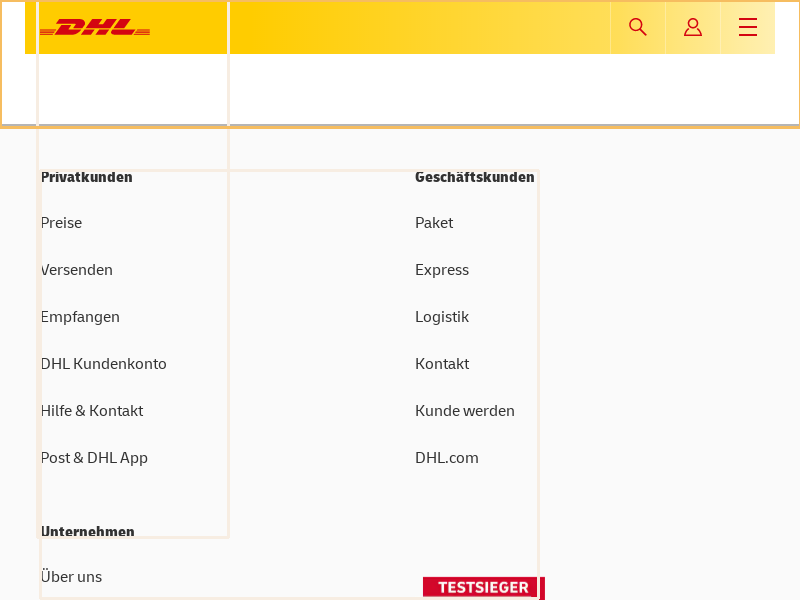 DHL
Privatkunden
Preise
Versenden
Empfangen
DHL Kundenkonto
Hilfe & Kontakt
Post & DHL App
Geschäftskunden
Paket
Express
Logistik
Kontakt
Kunde werden
DHL.com
Unternehmen
Über uns
TESTSIEGER